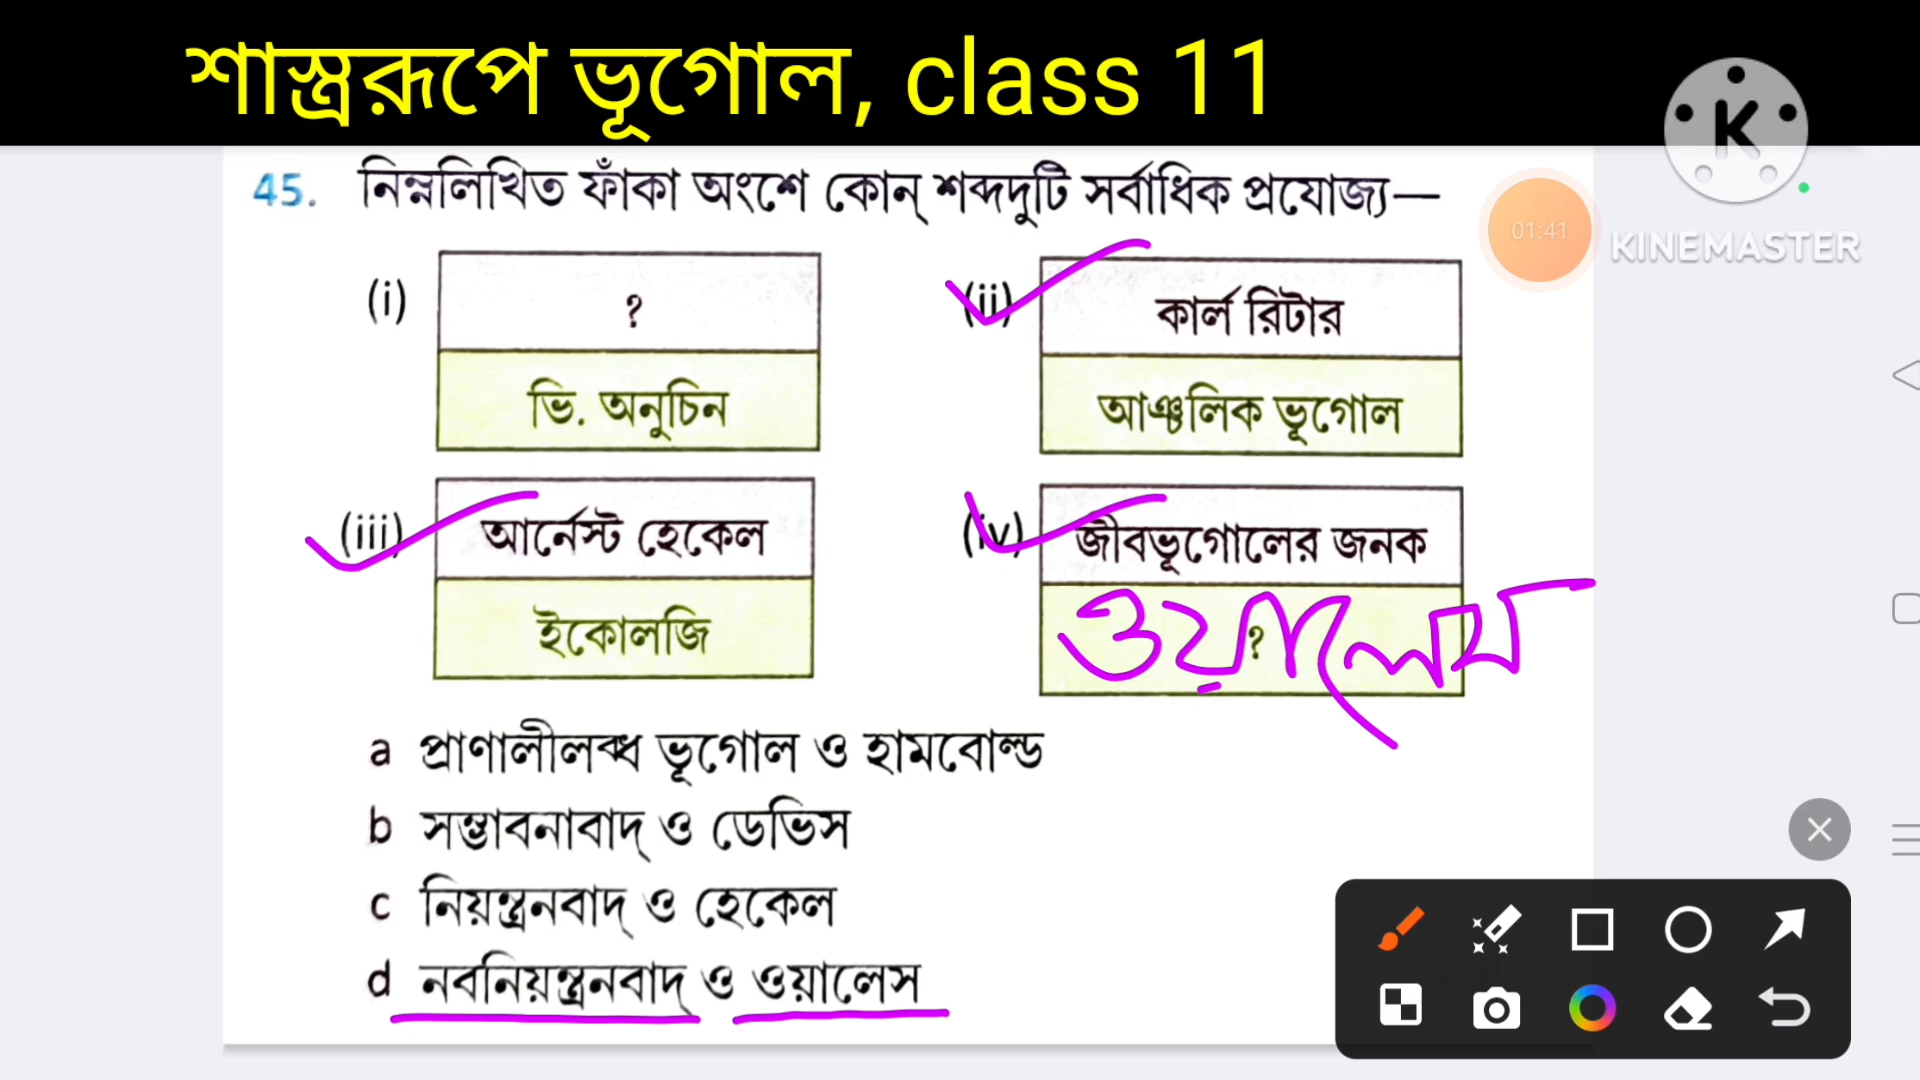 শাস্ত্ররূপে ভূগোল, class 11
K
KINEMASTER
01:41
45. নিম্নলিখিত ফাঁকা অংশে কোন্ শব্দদুটি সর্বাধিক প্রযোজ্য—
(i) ?
ভি. অনুচিন
(ii) কার্ল রিটার
আঞ্চলিক ভূগোল
(iii) আর্নেস্ট হেকেল
ইকোলজি
(iv) জীবভূগোলের জনক
?
ওয়ালেস
a প্রাণালীলব্ধ ভূগোল ও হামবোল্ড
b সম্ভাবনাবাদ্ ও ডেভিস
c নিয়ন্ত্রনবাদ্ ও হেকেল
d নবনিয়ন্ত্রনবাদ্ ও ওয়ালেস